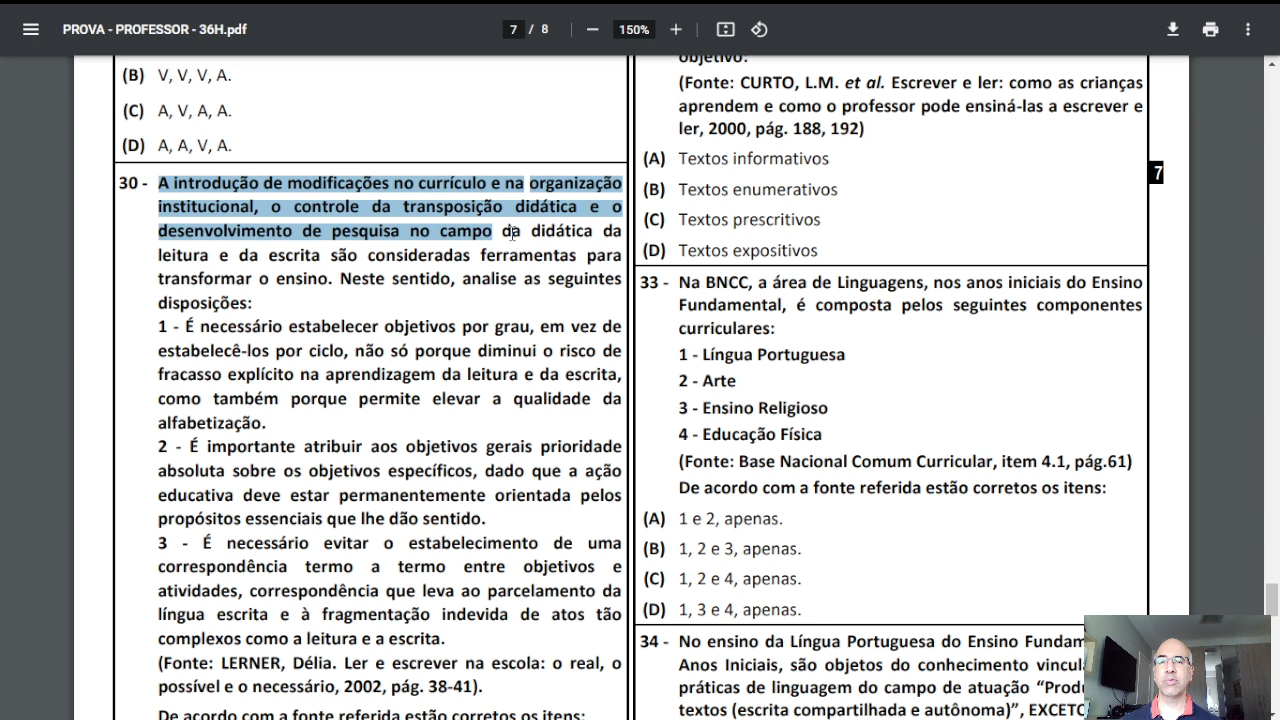 PROVA - PROFESSOR - 36H.pdf
7 / 8
150%
(B) V, V, V, A.
(C) A, V, A, A.
(D) A, A, V, A.
30 - A introdução de modificações no currículo e na organização
institucional, o controle da transposição didática e o
desenvolvimento de pesquisa no campo da didática da
leitura e da escrita são consideradas ferramentas para
transformar o ensino. Neste sentido, analise as seguintes
disposições:
1 - É necessário estabelecer objetivos por grau, em vez de
estabelecê-los por ciclo, não só porque diminui o risco de
fracasso explícito na aprendizagem da leitura e da escrita,
como também porque permite elevar a qualidade da
alfabetização.
2 - É importante atribuir aos objetivos gerais prioridade
absoluta sobre os objetivos específicos, dado que a ação
educativa deve estar permanentemente orientada pelos
propósitos essenciais que lhe dão sentido.
3 - É necessário evitar o estabelecimento de uma
correspondência termo a termo entre objetivos e
atividades, correspondência que leva ao parcelamento da
língua escrita e à fragmentação indevida de atos tão
complexos como a leitura e a escrita.
(Fonte: LERNER, Délia. Ler e escrever na escola: o real, o
possível e o necessário, 2002, pág. 38-41).
De acordo com a fonte referida estão corretos os itens:
objetivo:
(Fonte: CURTO, L.M. et al. Escrever e ler: como as crianças
aprendem e como o professor pode ensiná-las a escrever e
ler, 2000, pág. 188, 192)
(A) Textos informativos
(B) Textos enumerativos
(C) Textos prescritivos
(D) Textos expositivos
33 - Na BNCC, a área de Linguagens, nos anos iniciais do Ensino
Fundamental, é composta pelos seguintes componentes
curriculares:
1 - Língua Portuguesa
2 - Arte
3 - Ensino Religioso
4 - Educação Física
(Fonte: Base Nacional Comum Curricular, item 4.1, pág.61)
De acordo com a fonte referida estão corretos os itens:
(A) 1 e 2, apenas.
(B) 1, 2 e 3, apenas.
(C) 1, 2 e 4, apenas.
(D) 1, 3 e 4, apenas.
34 - No ensino da Língua Portuguesa do Ensino Fundam
Anos Iniciais, são objetos do conhecimento vincul
práticas de linguagem do campo de atuação “Produ
textos (escrita compartilhada e autônoma)”, EXCET
7